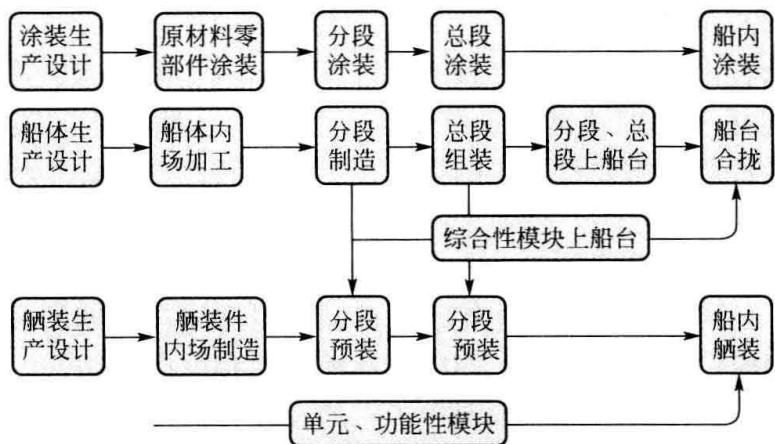 涂装生
产设计
原材料零
部件涂装
分段
涂装
总段
涂装
船内
涂装
船体生
产设计
船体内
场加工
分段
制造
总段
组装
分段、总
段上船台
船台
合拢
综合性模块上船台
舾装生
产设计
舾装件
内场制造
分段
预装
分段
预装
船内
舾装
单元、功能性模块